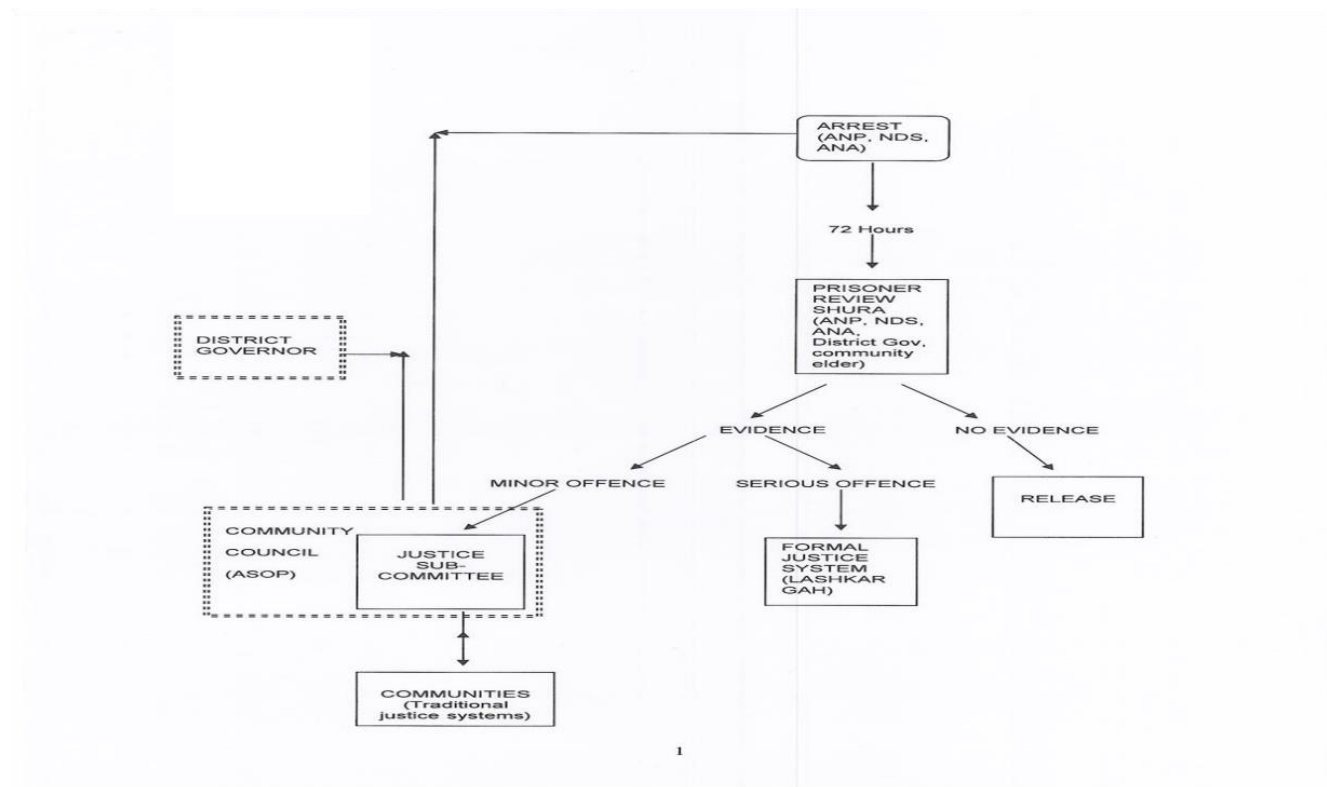 ARREST
(ANP, NDS,
ANA)
72 Hours
PRISONER
REVIEW
SHURA
(ANP, NDS,
ANA,
District Gov,
community
elder)
DISTRICT
GOVERNOR
EVIDENCE
NO EVIDENCE
MINOR OFFENCE
SERIOUS OFFENCE
RELEASE
COMMUNITY
COUNCIL
(ASOP)
JUSTICE
SUB-
COMMITTEE
FORMAL
JUSTICE
SYSTEM
(LASHKAR
GAH)
COMMUNITIES
(Traditional
justice systems)
1